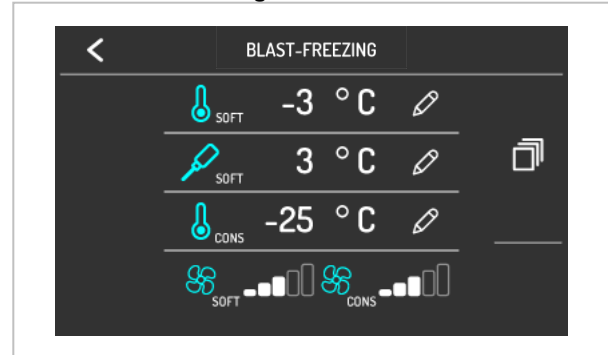 BLAST-FREEZING
SOFT -3 °C
SOFT 3 °C
CONS -25 °C
SOFT CONS